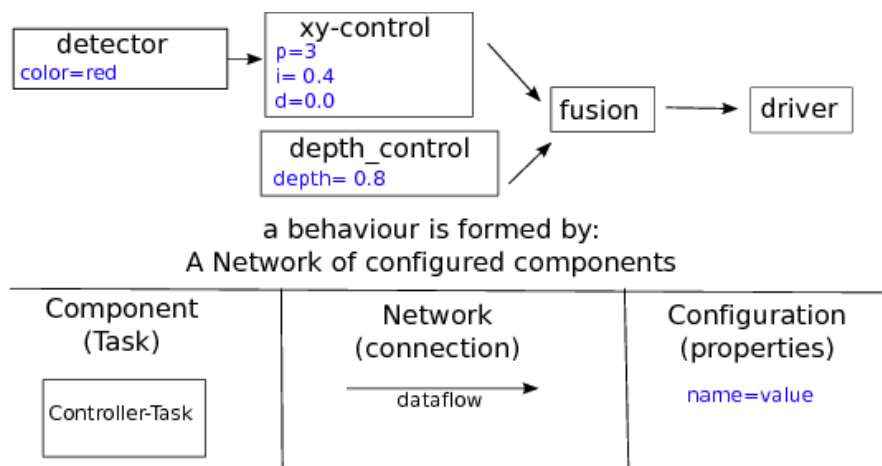 detector
color=red
xy-control
p=3
i= 0.4
d=0.0
depth_control
depth= 0.8
fusion
driver
a behaviour is formed by:
A Network of configured components
Component
(Task)
Controller-Task
Network
(connection)
dataflow
Configuration
(properties)
name=value